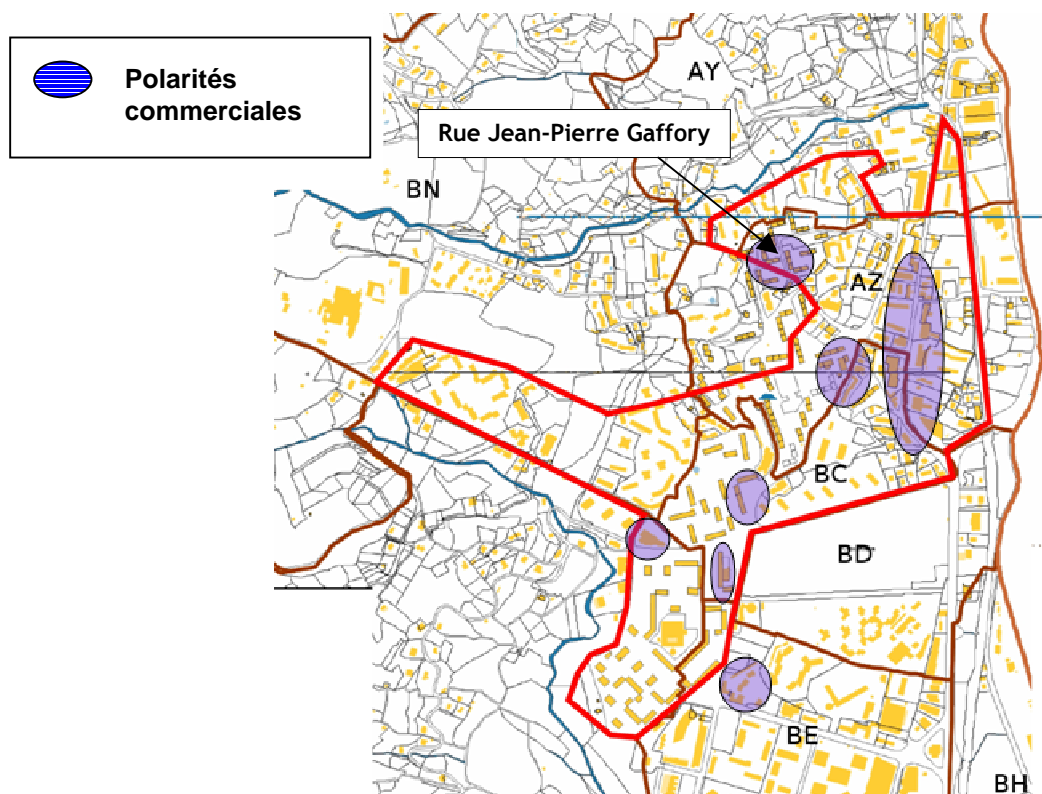 Polarités
commerciales
AY
Rue Jean-Pierre Gaffory
BN
AZ
BC
BD
BE
BH